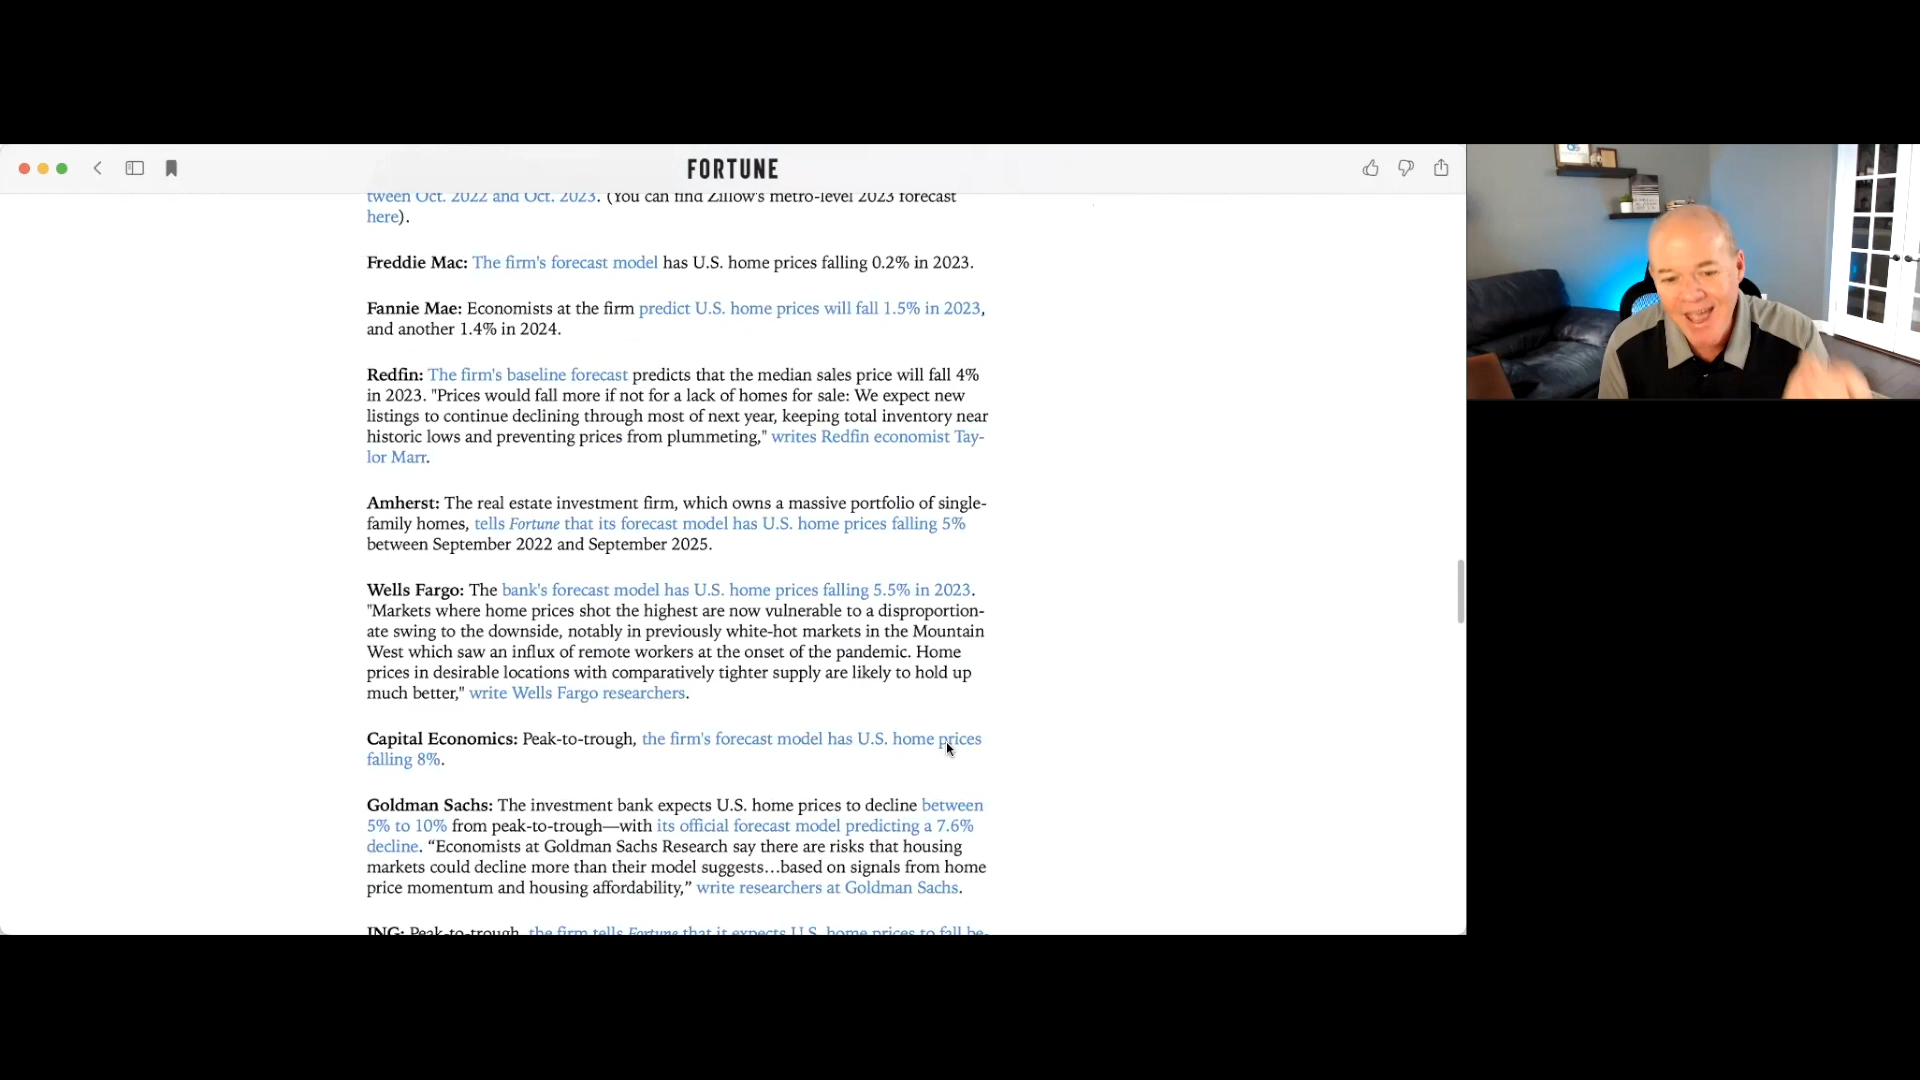 FORTUNE
tween Oct. 2022 and Oct. 2023. (You can find Zillow's metro-level 2023 forecast
here).
Freddie Mac: The firm's forecast model has U.S. home prices falling 0.2% in 2023.
Fannie Mae: Economists at the firm predict U.S. home prices will fall 1.5% in 2023,
and another 1.4% in 2024.
Redfin: The firm's baseline forecast predicts that the median sales price will fall 4%
in 2023. "Prices would fall more if not for a lack of homes for sale: We expect new
listings to continue declining through most of next year, keeping total inventory near
historic lows and preventing prices from plummeting," writes Redfin economist Tay-
lor Marr.
Amherst: The real estate investment firm, which owns a massive portfolio of single-
family homes, tells Fortune that its forecast model has U.S. home prices falling 5%
between September 2022 and September 2025.
Wells Fargo: The bank's forecast model has U.S. home prices falling 5.5% in 2023.
"Markets where home prices shot the highest are now vulnerable to a disproportion-
ate swing to the downside, notably in previously white-hot markets in the Mountain
West which saw an influx of remote workers at the onset of the pandemic. Home
prices in desirable locations with comparatively tighter supply are likely to hold up
much better," write Wells Fargo researchers.
Capital Economics: Peak-to-trough, the firm's forecast model has U.S. home prices
falling 8%.
Goldman Sachs: The investment bank expects U.S. home prices to decline between
5% to 10% from peak-to-trough—with its official forecast model predicting a 7.6%
decline. “Economists at Goldman Sachs Research say there are risks that housing
markets could decline more than their model suggests…based on signals from home
price momentum and housing affordability,” write researchers at Goldman Sachs.
ING: Peak-to-trough, the firm tells Fortune that it expects U.S. home prices to fall be-